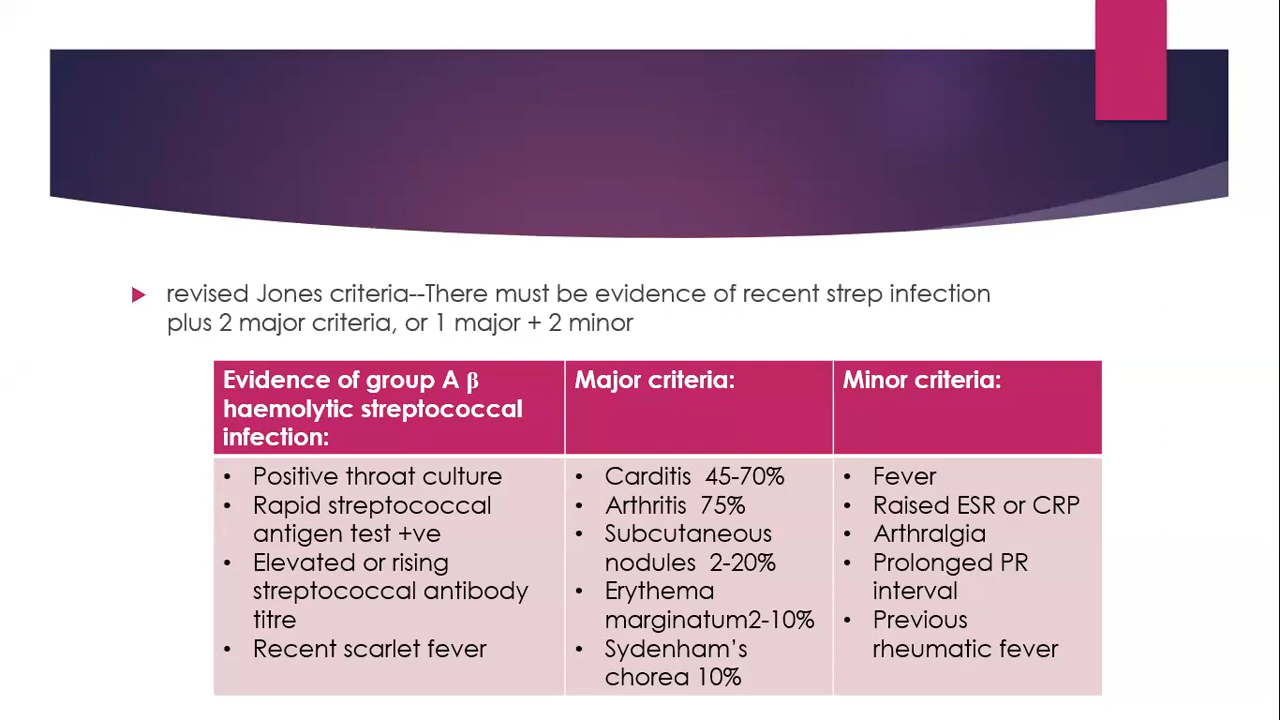 revised Jones criteria--There must be evidence of recent strep infection
plus 2 major criteria, or 1 major + 2 minor
Evidence of group A β
haemolytic streptococcal
infection:
• Positive throat culture
• Rapid streptococcal
antigen test +ve
• Elevated or rising
streptococcal antibody
titre
• Recent scarlet fever
Major criteria:
• Carditis 45-70%
• Arthritis 75%
• Subcutaneous
nodules 2-20%
• Erythema
marginatum2-10%
• Sydenham’s
chorea 10%
Minor criteria:
• Fever
• Raised ESR or CRP
• Arthralgia
• Prolonged PR
interval
• Previous
rheumatic fever